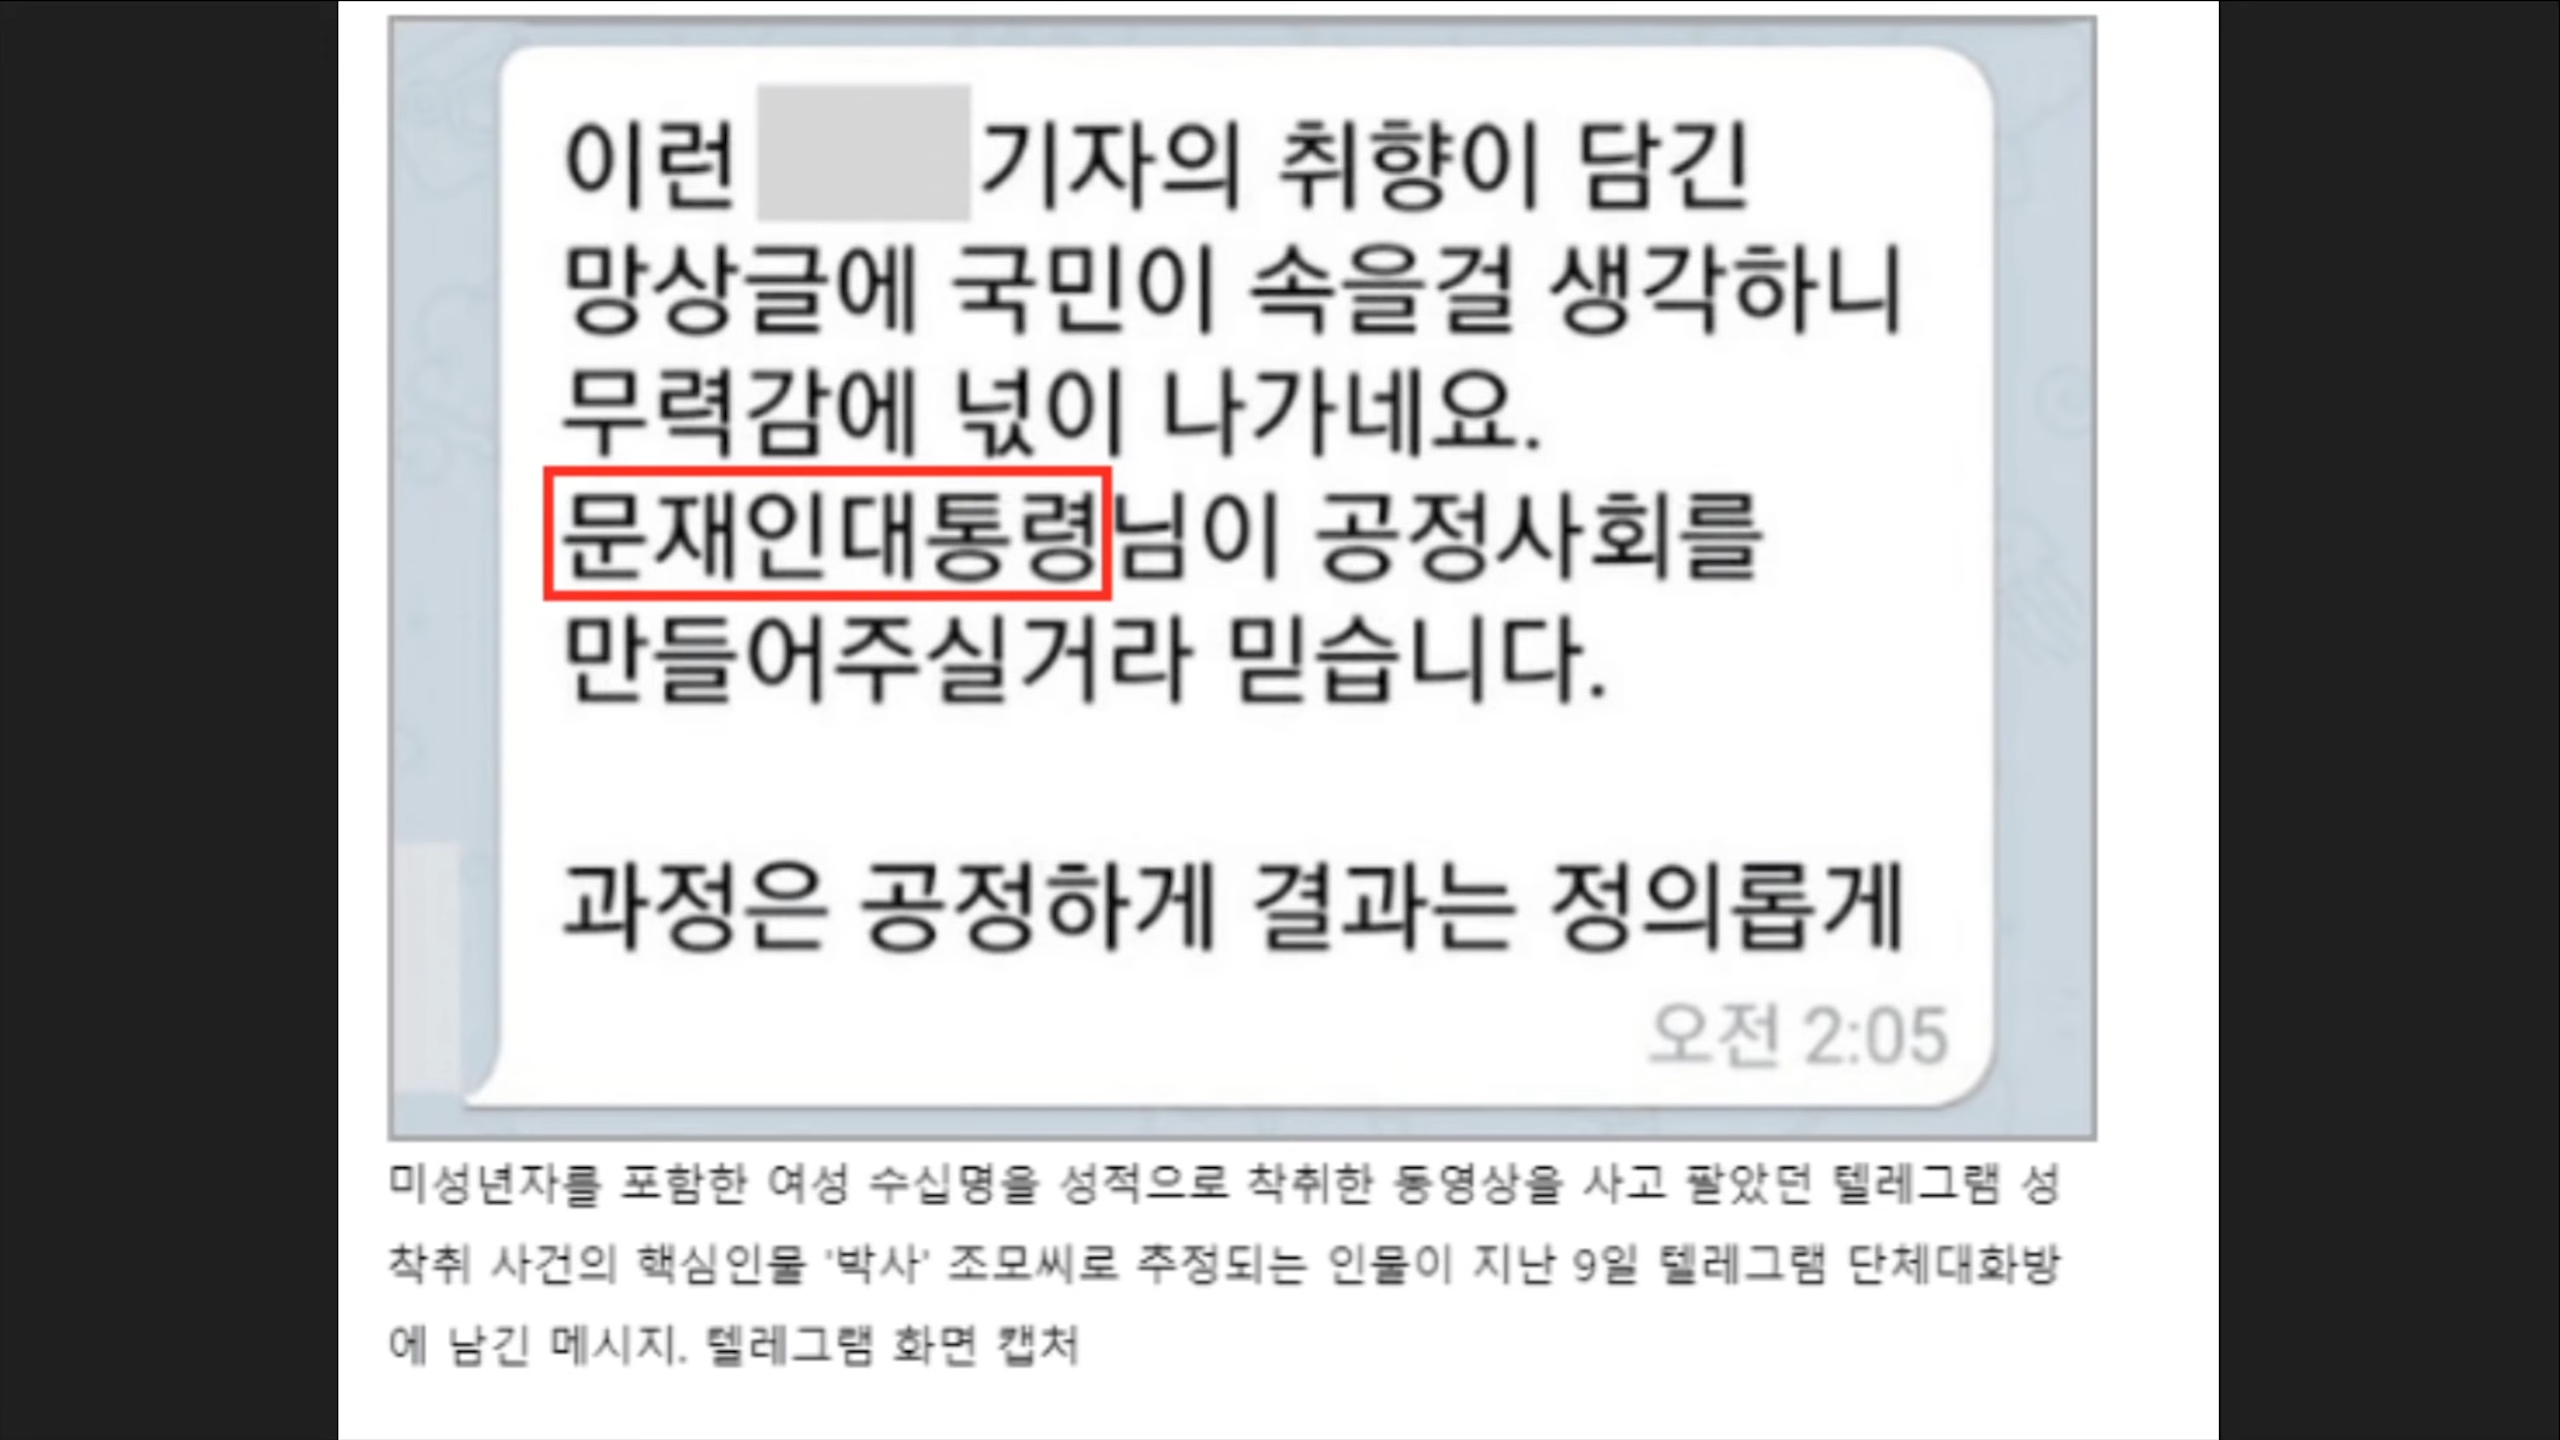 이런 기자의 취향이 담긴
망상글에 국민이 속을걸 생각하니
무력감에 넋이 나가네요.
문재인대통령님이 공정사회를
만들어주실거라 믿습니다.
과정은 공정하게 결과는 정의롭게
오전 2:05
미성년자를 포함한 여성 수십명을 성적으로 착취한 동영상을 사고 팔았던 텔레그램 성
착취 사건의 핵심인물 '박사' 조모씨로 추정되는 인물이 지난 9일 텔레그램 단체대화방
에 남긴 메시지. 텔레그램 화면 캡처